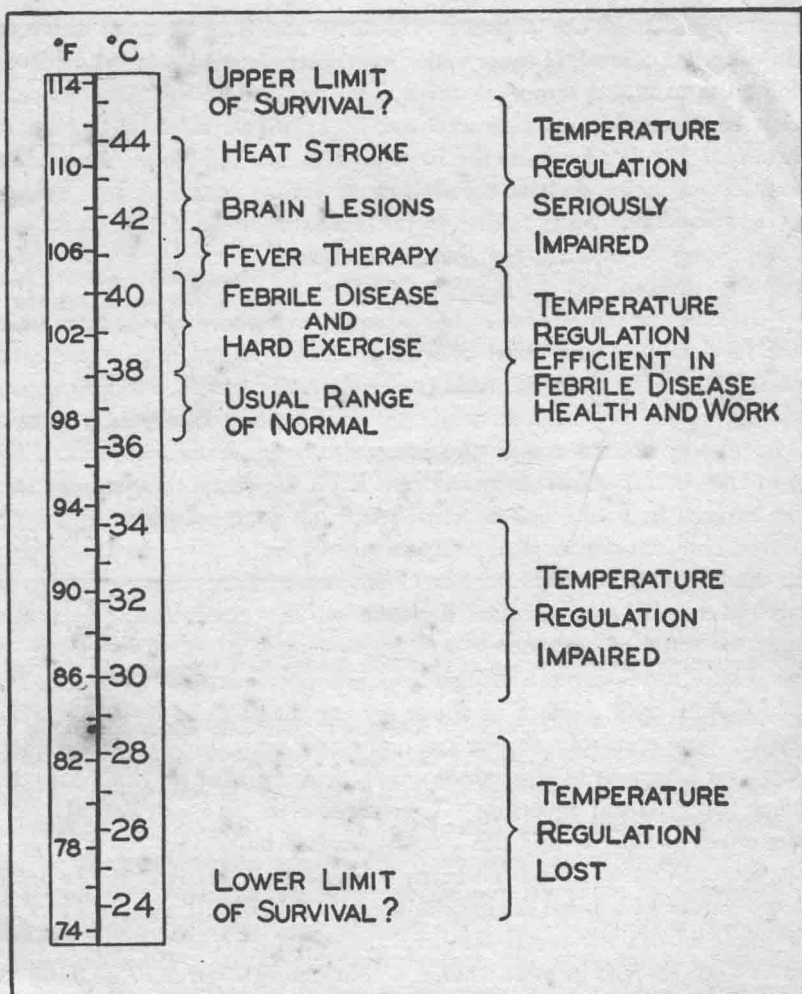 °F °C
114
44
110
42
106
40
102
38
98
36
94
34
90
32
86
30
82
28
26
78
24
74
UPPER LIMIT
OF SURVIVAL?
HEAT STROKE
BRAIN LESIONS
FEVER THERAPY
FEBRILE DISEASE
AND
HARD EXERCISE
USUAL RANGE
OF NORMAL
LOWER LIMIT
OF SURVIVAL?
TEMPERATURE
REGULATION
SERIOUSLY
IMPAIRED
TEMPERATURE
REGULATION
EFFICIENT IN
FEBRILE DISEASE
HEALTH AND WORK
TEMPERATURE
REGULATION
IMPAIRED
TEMPERATURE
REGULATION
LOST